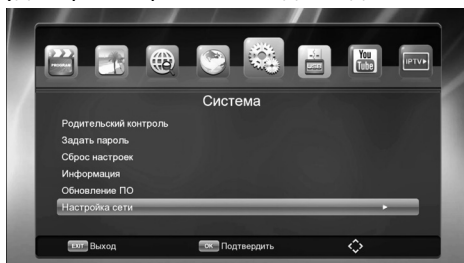 PROGRAM
USB
You
Tube
IPTV
Система
Родительский контроль
Задать пароль
Сброс настроек
Информация
Обновление ПО
Настройка сети
EXIT Выход
OK Подтвердить